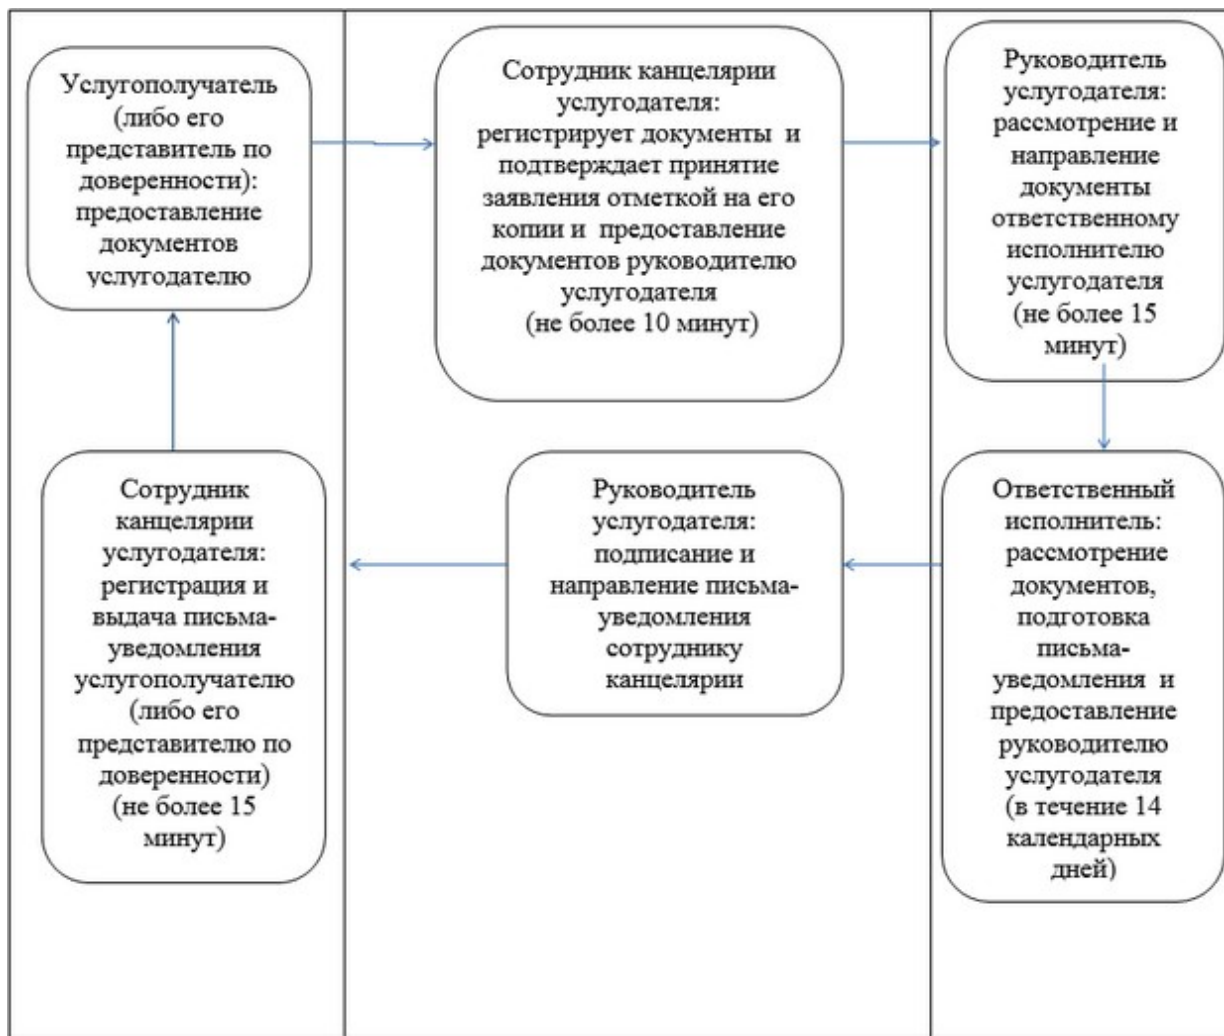 Услугополучатель
(либо его
представитель по
доверенности):
предоставление
документов
услугодателю
Сотрудник канцелярии
услугодателя:
регистрирует документы и
подтверждает принятие
заявления отметкой на его
копии и предоставление
документов руководителю
услугодателя
(не более 10 минут)
Руководитель
услугодателя:
рассмотрение и
направление
документы
ответственному
исполнителю
услугодателя
(не более 15
минут)
Ответственный
исполнитель:
рассмотрение
документов,
подготовка
письма-
уведомления и
предоставление
руководителю
услугодателя
(в течение 14
календарных
дней)
Руководитель
услугодателя:
подписание и
направление письма-
уведомления
сотруднику
канцелярии
Сотрудник
канцелярии
услугодателя:
регистрация и
выдача письма-
уведомления
услугополучателю
(либо его
представителю по
доверенности)
(не более 15
минут)